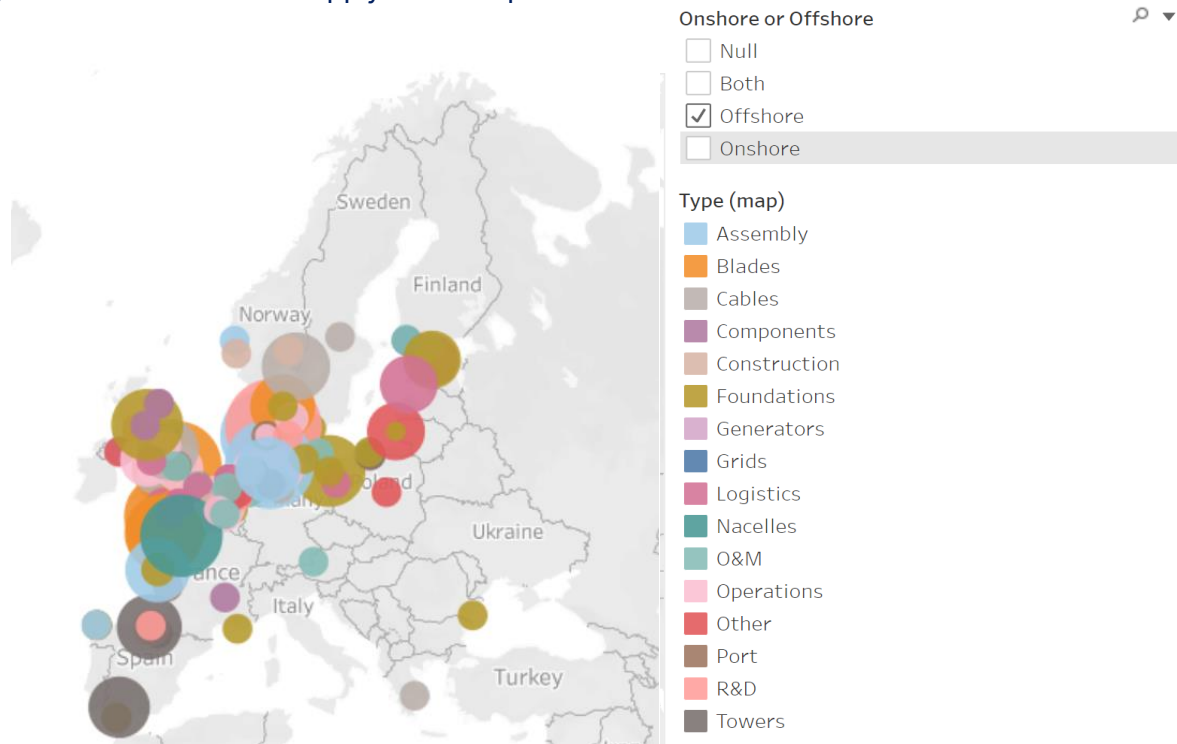 Onshore or Offshore
Null
Both
Offshore
Onshore
Type (map)
Assembly
Blades
Cables
Components
Construction
Foundations
Generators
Grids
Logistics
Nacelles
O&M
Operations
Other
Port
R&D
Towers
Sweden
Finland
Norway
Poland
Ukraine
Italy
Spain
Turkey